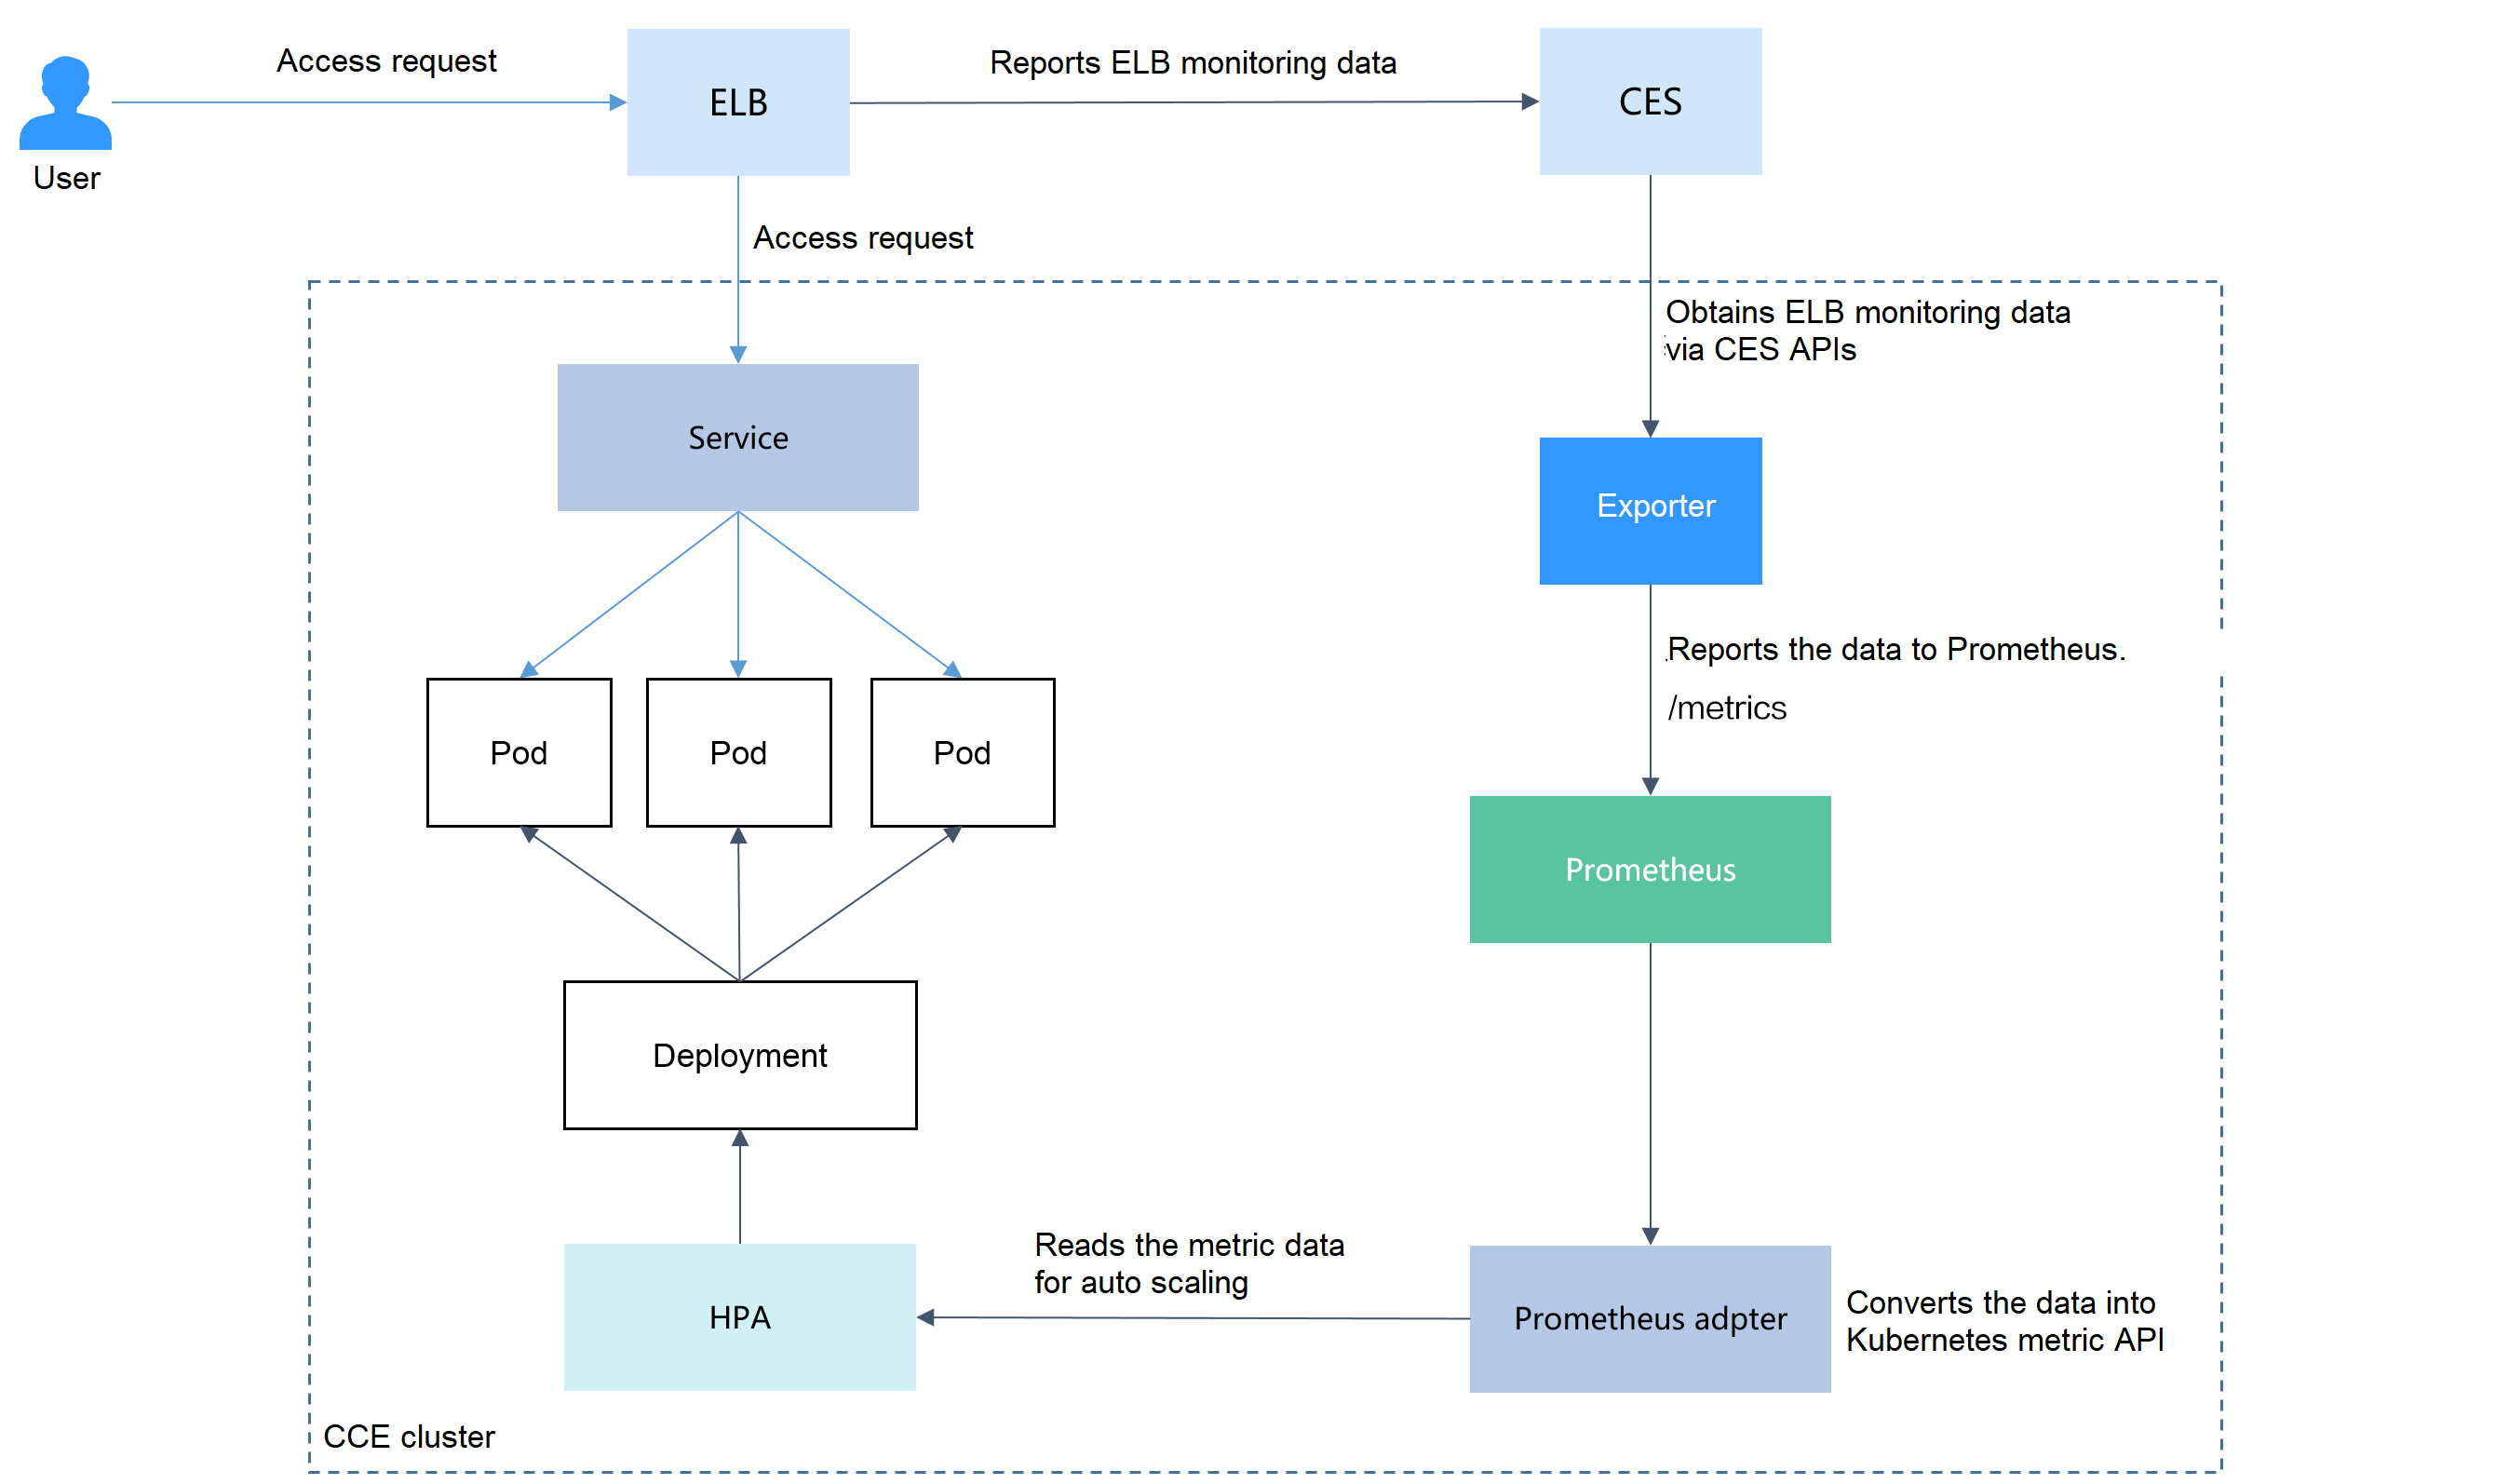 Access request
ELB
Reports ELB monitoring data
CES
User
Access request
Obtains ELB monitoring data
via CES APIs
Service
Exporter
Reports the data to Prometheus.
/metrics
Pod
Pod
Pod
Prometheus
Deployment
Reads the metric data
for auto scaling
HPA
Prometheus adpter
Converts the data into
Kubernetes metric API
CCE cluster